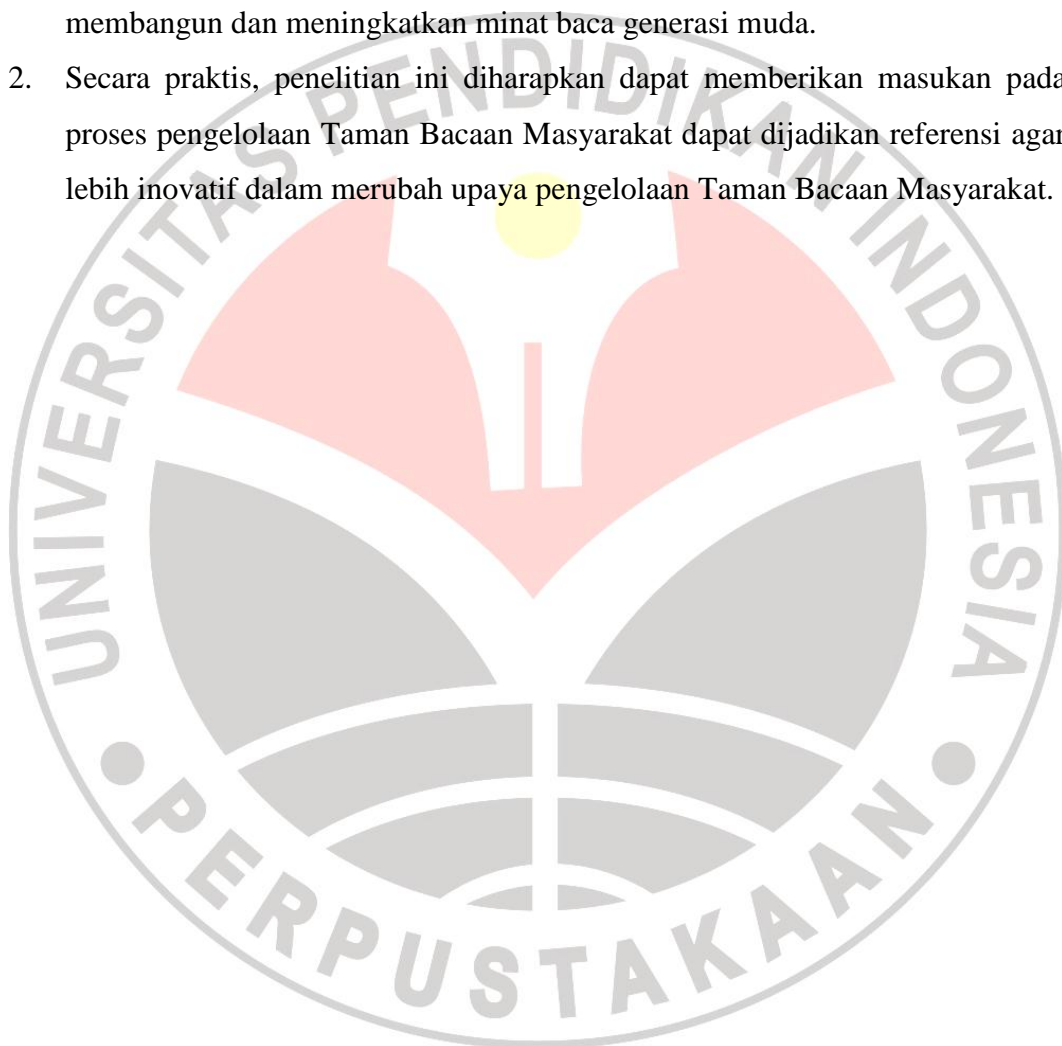 membangun dan meningkatkan minat baca generasi muda.
2. Secara praktis, penelitian ini diharapkan dapat memberikan masukan pada
proses pengelolaan Taman Bacaan Masyarakat dapat dijadikan referensi agar
lebih inovatif dalam merubah upaya pengelolaan Taman Bacaan Masyarakat.
UNIVERSITAS PENDIDIKAN INDONESIA
PERPUSTAKAAN